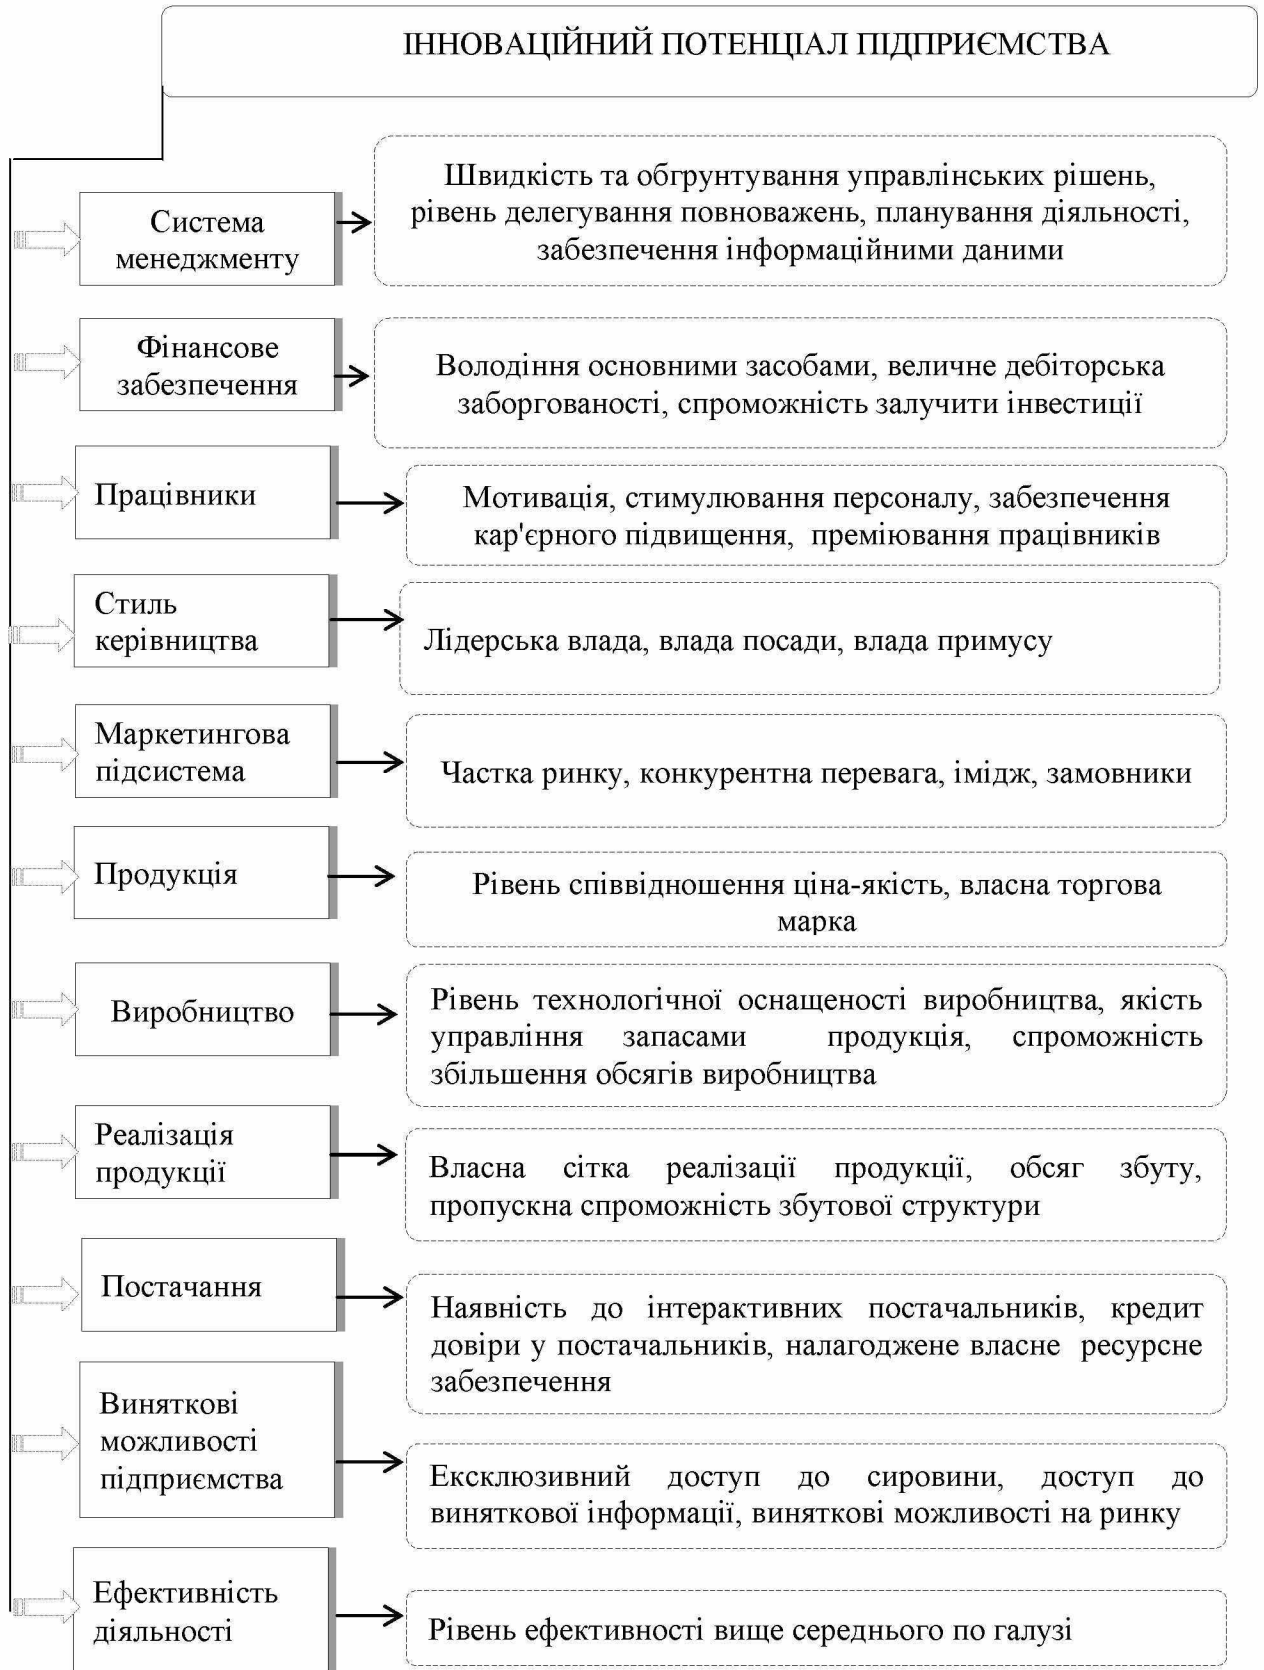 ІННОВАЦІЙНИЙ ПОТЕНЦІАЛ ПІДПРИЄМСТВА
Система
менеджменту
Швидкість та обгрунтування управлінських рішень,
рівень делегування повноважень, планування діяльності,
забезпечення інформаційними даними
Фінансове
забезпечення
Володіння основними засобами, величне дебіторська
заборгованості, спроможність залучити інвестиції
Працівники
Мотивація, стимулювання персоналу, забезпечення
кар'єрного підвищення, преміювання працівників
Стиль
керівництва
Лідерська влада, влада посади, влада примусу
Маркетингова
підсистема
Частка ринку, конкурентна перевага, імідж, замовники
Продукція
Рівень співвідношення ціна-якість, власна торгова
марка
Виробництво
Рівень технологічної оснащеності виробництва, якість
управління запасами продукція, спроможність
збільшення обсягів виробництва
Реалізація
продукції
Власна сітка реалізації продукції, обсяг збуту,
пропускна спроможність збутової структури
Постачання
Наявність до інтерактивних постачальників, кредит
довіри у постачальників, налагоджене власне ресурсне
забезпечення
Виняткові
можливості
підприємства
Ексклюзивний доступ до сировини, доступ до
виняткової інформації, виняткові можливості на ринку
Ефективність
діяльності
Рівень ефективності вище середнього по галузі